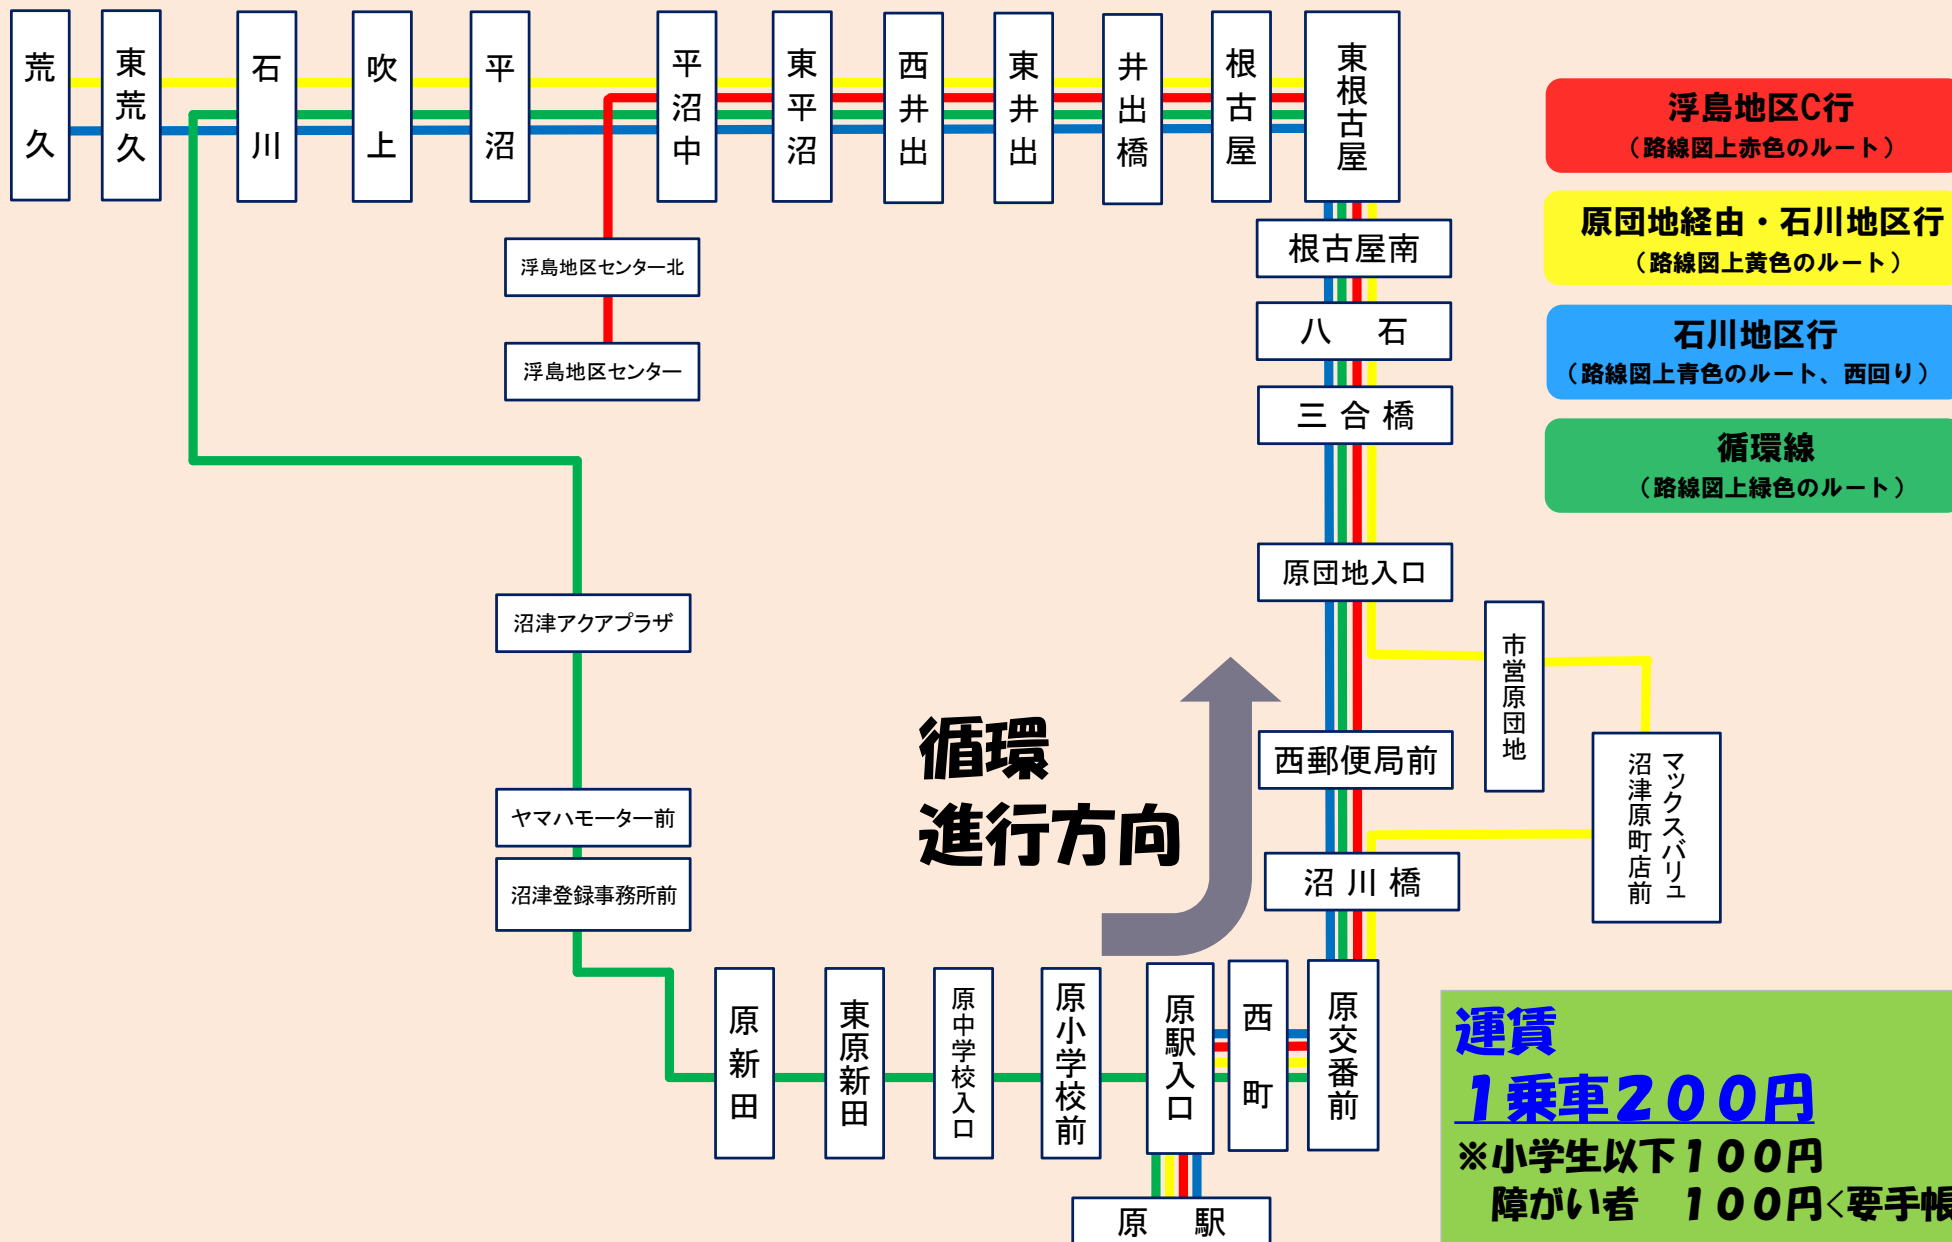 荒久
東荒久
石川
吹上
平沼
平沼中
東平沼
西井出
東井出
井出橋
根古屋
東根古屋
浮島地区C行
（路線図上赤色のルート）
原団地経由・石川地区行
（路線図上黄色のルート）
石川地区行
（路線図上青色のルート、西回り）
循環線
（路線図上緑色のルート）
根古屋南
八石
三合橋
浮島地区センター北
浮島地区センター
原団地入口
沼津アクアプラザ
市営原団地
西郵便局前
マックスバリュ
沼津原町店前
循環
進行方向
ヤマハモーター前
沼津登録事務所前
沼川橋
原新田
東原新田
原中学校入口
原小学校前
原駅入口
西町
原交番前
原駅
運賃
1乗車200円
※小学生以下100円
障がい者　100円<要手帳